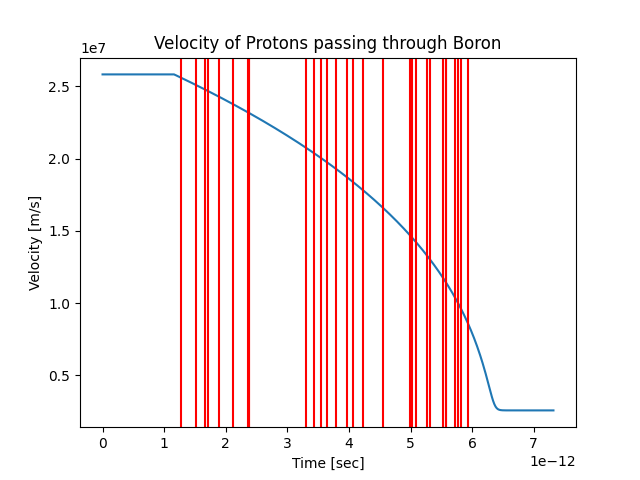 Velocity of Protons passing through Boron
1e7
2.5
2.0
1.5
1.0
0.5
Velocity [m/s]
0 1 2 3 4 5 6 7
Time [sec]
1e−12